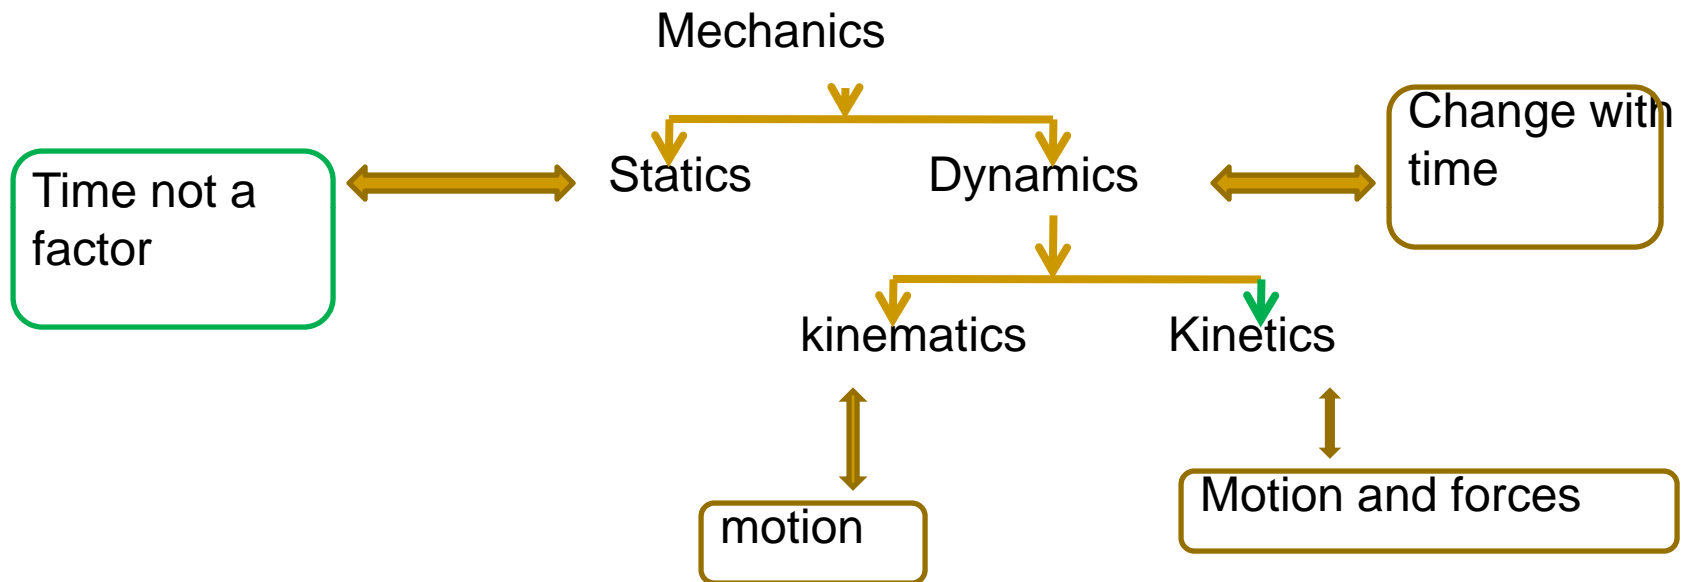 Mechanics
Change with
time
Time not a
factor
Statics
Dynamics
kinematics
Kinetics
motion
Motion and forces